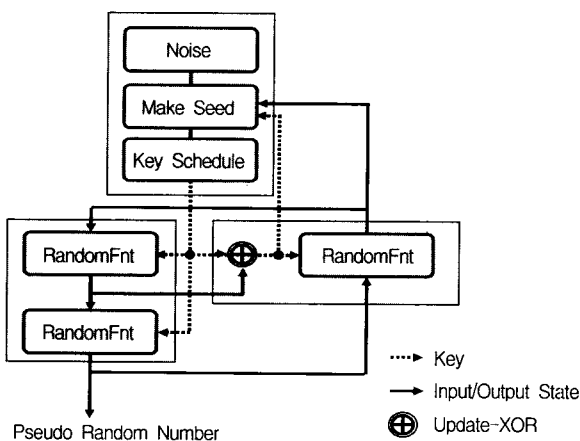 Noise
Make Seed
Key Schedule
RandomFnt
RandomFnt
RandomFnt
Key
Input/Output State
Update-XOR
Pseudo Random Number